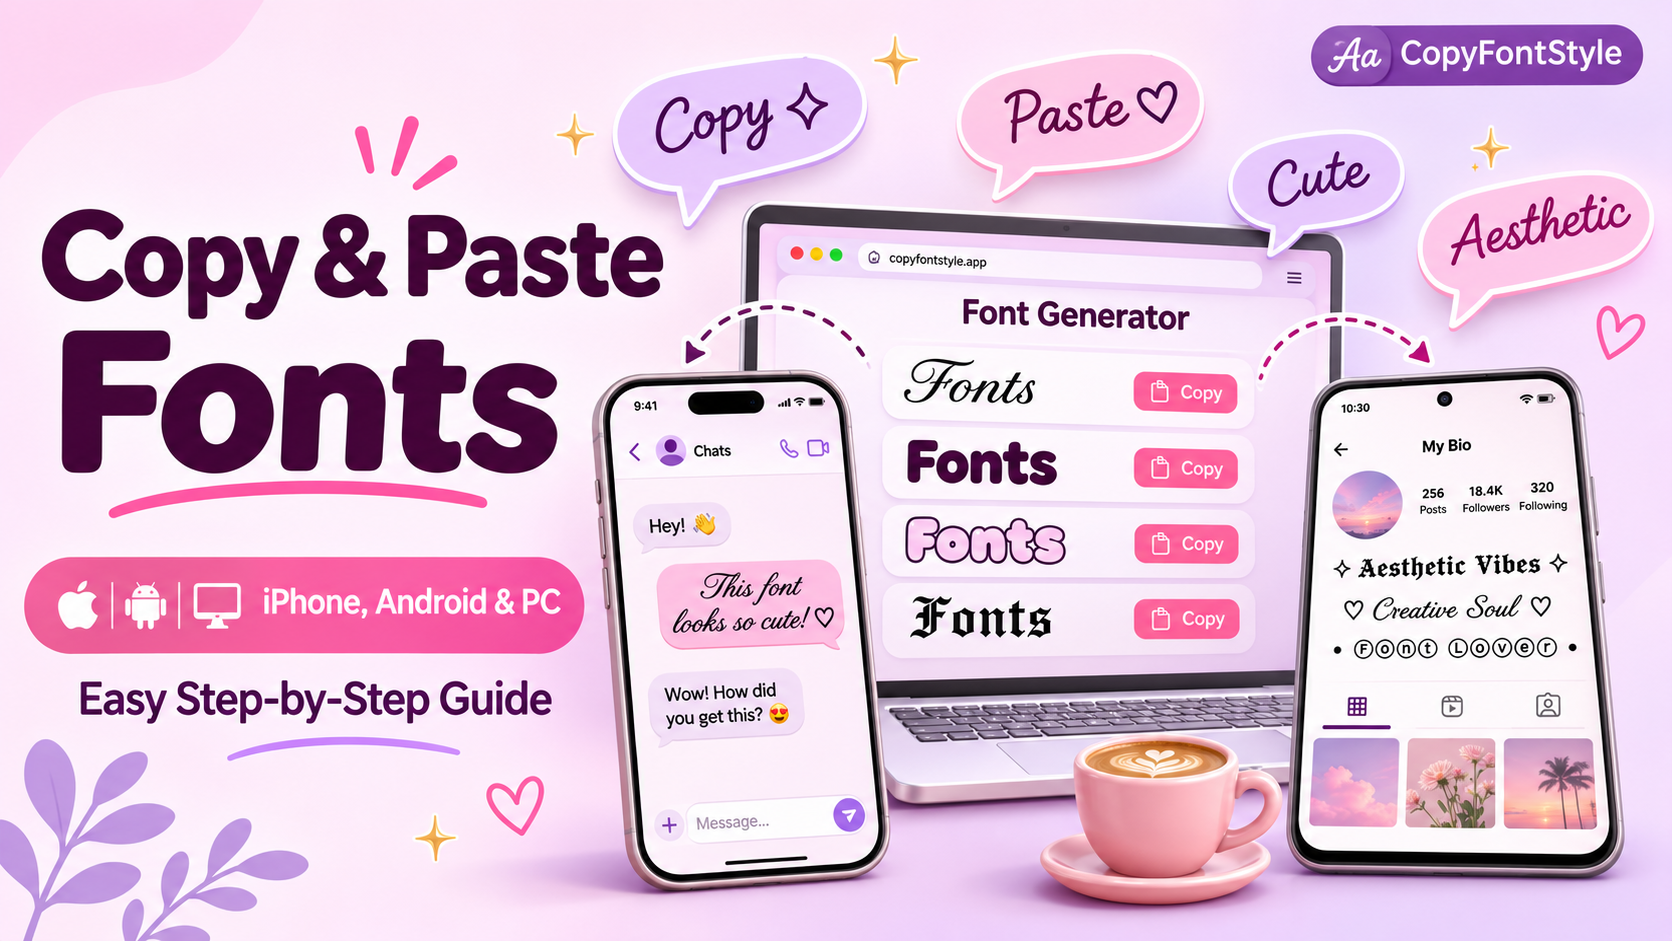 Aa CopyFontStyle
Copy
Paste
Cute
Aesthetic
Copy & Paste
Fonts
iPhone, Android & PC
Easy Step-by-Step Guide
copyfontstyle.app
Font Generator
Fonts Copy
Fonts Copy
Fonts Copy
Fonts Copy
9:41
Chats
Hey! 👋
This font
looks so cute! ♡
Wow! How did
you get this? 😍
Message...
10:30
My Bio
256 18.4K 320
Posts Followers Following
✧ Aesthetic Vibes ✧
♡ Creative Soul ♡
• Ⓕⓞⓝⓣ Ⓛⓞⓥⓔⓡ •